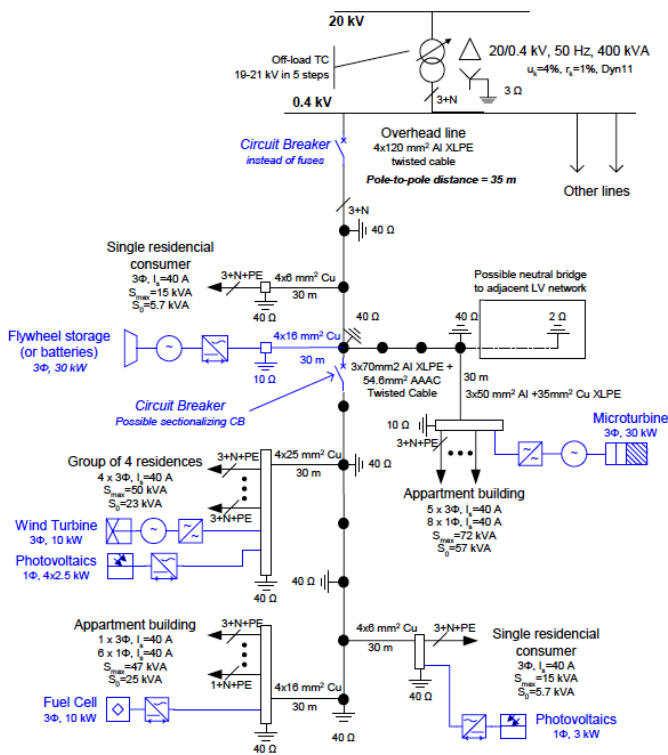 20 kV
Off-load TC
19-21 kV in 5 steps
20/0.4 kV, 50 Hz, 400 kVA
uk=4%, rk=1%, Dyn11
3 Ω
3+N
0.4 kV
Circuit Breaker
instead of fuses
Overhead line
4x120 mm² Al XLPE
twisted cable
Pole-to-pole distance = 35 m
Other lines
3+N
40 Ω
Single residencial
consumer
3Φ, Is=40 A
Smax=15 kVA
S0=5.7 kVA
3+N+PE
4x6 mm² Cu
30 m
40 Ω
Possible neutral bridge
to adjacent LV network
Flywheel storage
(or batteries)
3Φ, 30 kW
4x16 mm² Cu
30 m
10 Ω
40 Ω
40 Ω
2 Ω
Circuit Breaker
Possible sectionalizing CB
3x70mm2 Al XLPE +
54.6mm² AAAC
Twisted Cable
30 m
3x50 mm² Al +35mm² Cu XLPE
10 Ω
3+N+PE
Microturbine
3Φ, 30 kW
Appartment building
5 x 3Φ, Is=40 A
8 x 1Φ, Is=40 A
Smax=72 kVA
S0=57 kVA
Group of 4 residences
4 x 3Φ, Is=40 A
Smax=50 kVA
S0=23 kVA
3+N+PE
3+N+PE
4x25 mm² Cu
30 m
40 Ω
Wind Turbine
3Φ, 10 kW
Photovoltaics
1Φ, 4x2.5 kW
40 Ω
40 Ω
Appartment building
1 x 3Φ, Is=40 A
6 x 1Φ, Is=40 A
Smax=47 kVA
S0=25 kVA
3+N+PE
1+N+PE
4x16 mm² Cu
30 m
Fuel Cell
3Φ, 10 kW
40 Ω
40 Ω
4x6 mm² Cu
30 m
3+N+PE
40 Ω
Single residencial
consumer
3Φ, Is=40 A
Smax=15 kVA
S0=5.7 kVA
Photovoltaics
1Φ, 3 kW